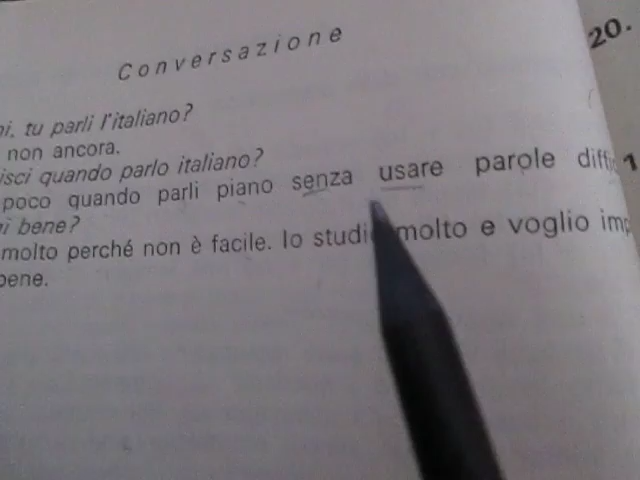 Conversazione
20.
tu parli l'italiano?
non ancora.
quando parlo italiano?
poco quando parli piano senza usare parole
bene?
molto perché non è facile. Io studio molto e voglio
bene.
1